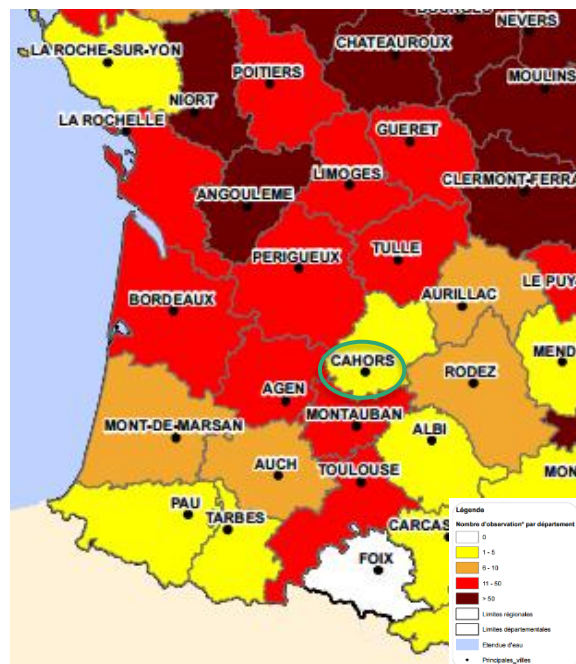 NEVERS
LA ROCHE-SUR-YON
CHATEAUROUX
POITIERS
MOULINS
NIORT
LA ROCHELLE
GUERET
LIMOGES
CLERMONT-FERRA
ANGOULEME
TULLE
PERIGUEUX
LE PUY-
AURILLAC
BORDEAUX
CAHORS
MEND
RODEZ
AGEN
MONTAUBAN
MONT-DE-MARSAN
ALBI
AUCH
TOULOUSE
MON
PAU
TARBES
CARCAS
FOIX
Légende
Nombre d'observation* par département
0
1 - 5
6 - 10
11 - 50
> 50
Limites régionales
Limites départementales
Etendue d'eau
Principales_villes